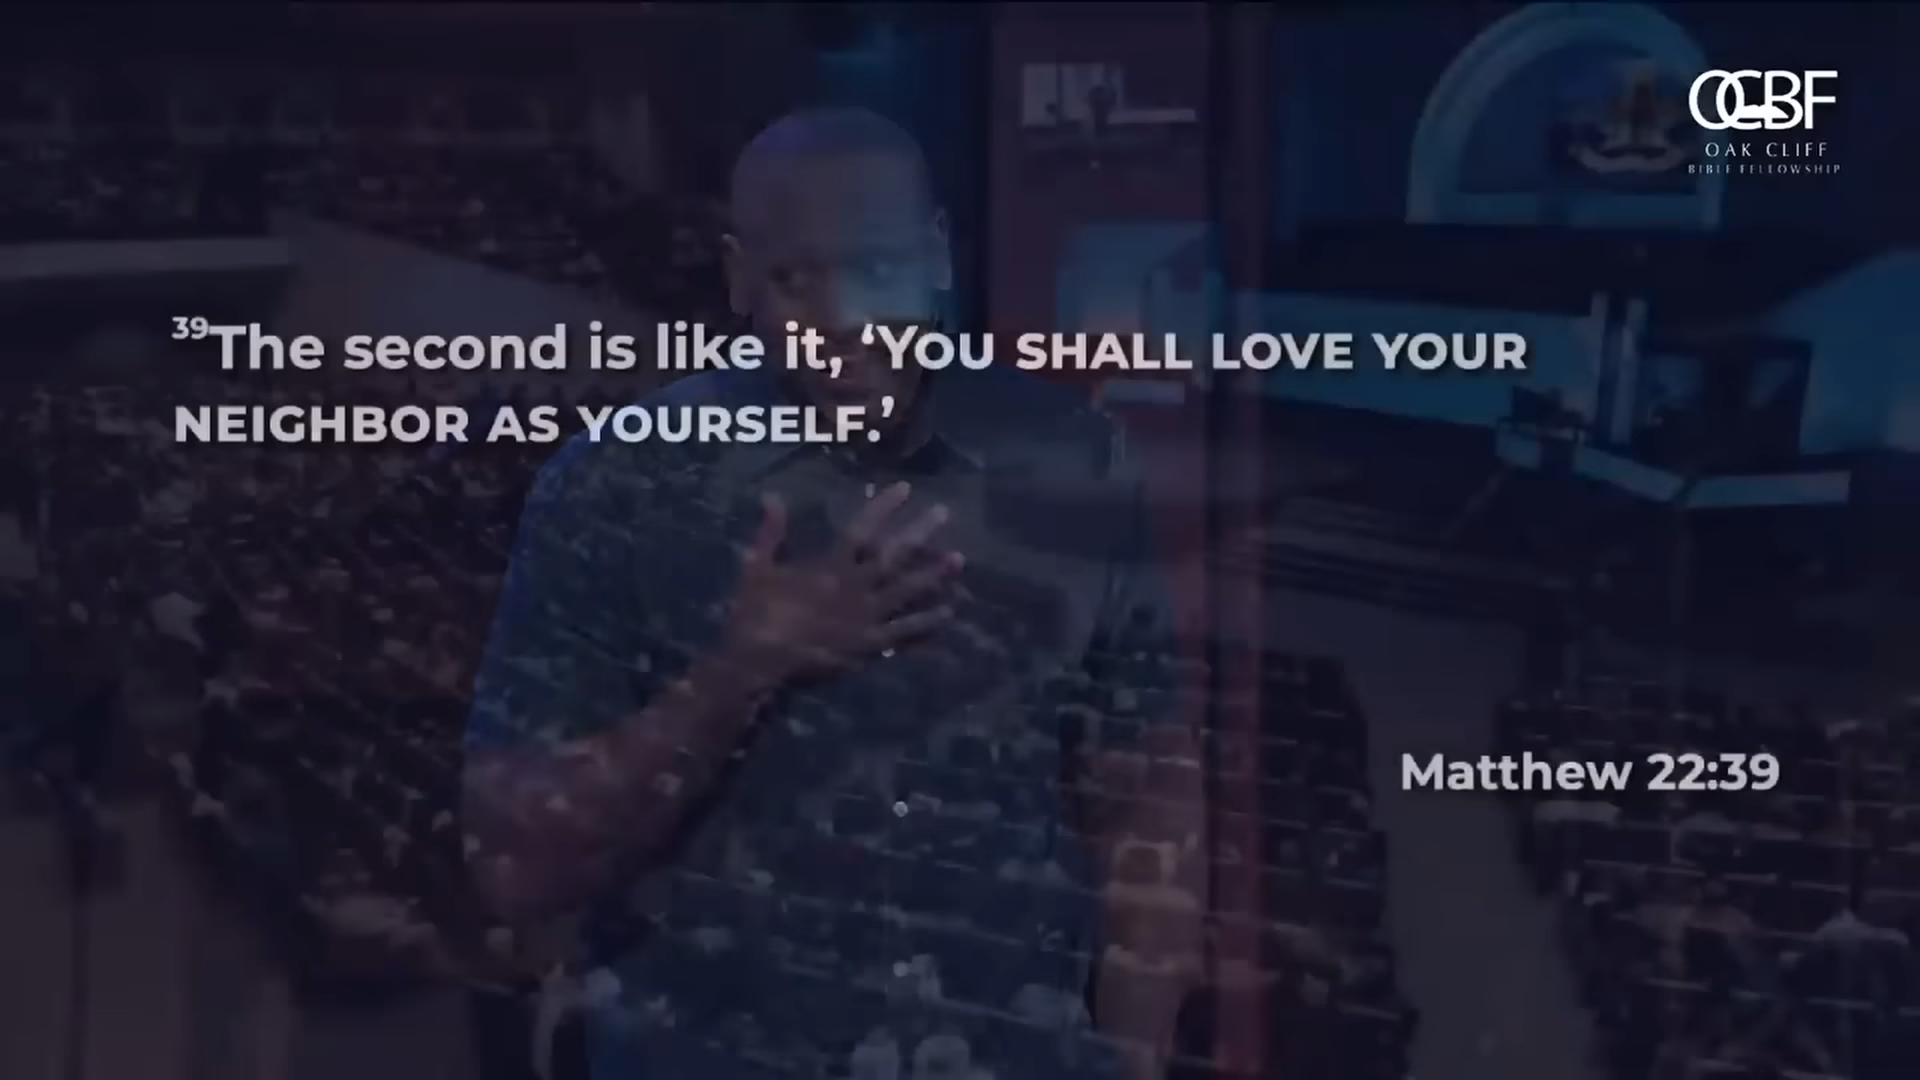 OCBF
OAK CLIFF
BIBLE FELLOWSHIP
39The second is like it, ‘YOU SHALL LOVE YOUR
NEIGHBOR AS YOURSELF.’
Matthew 22:39